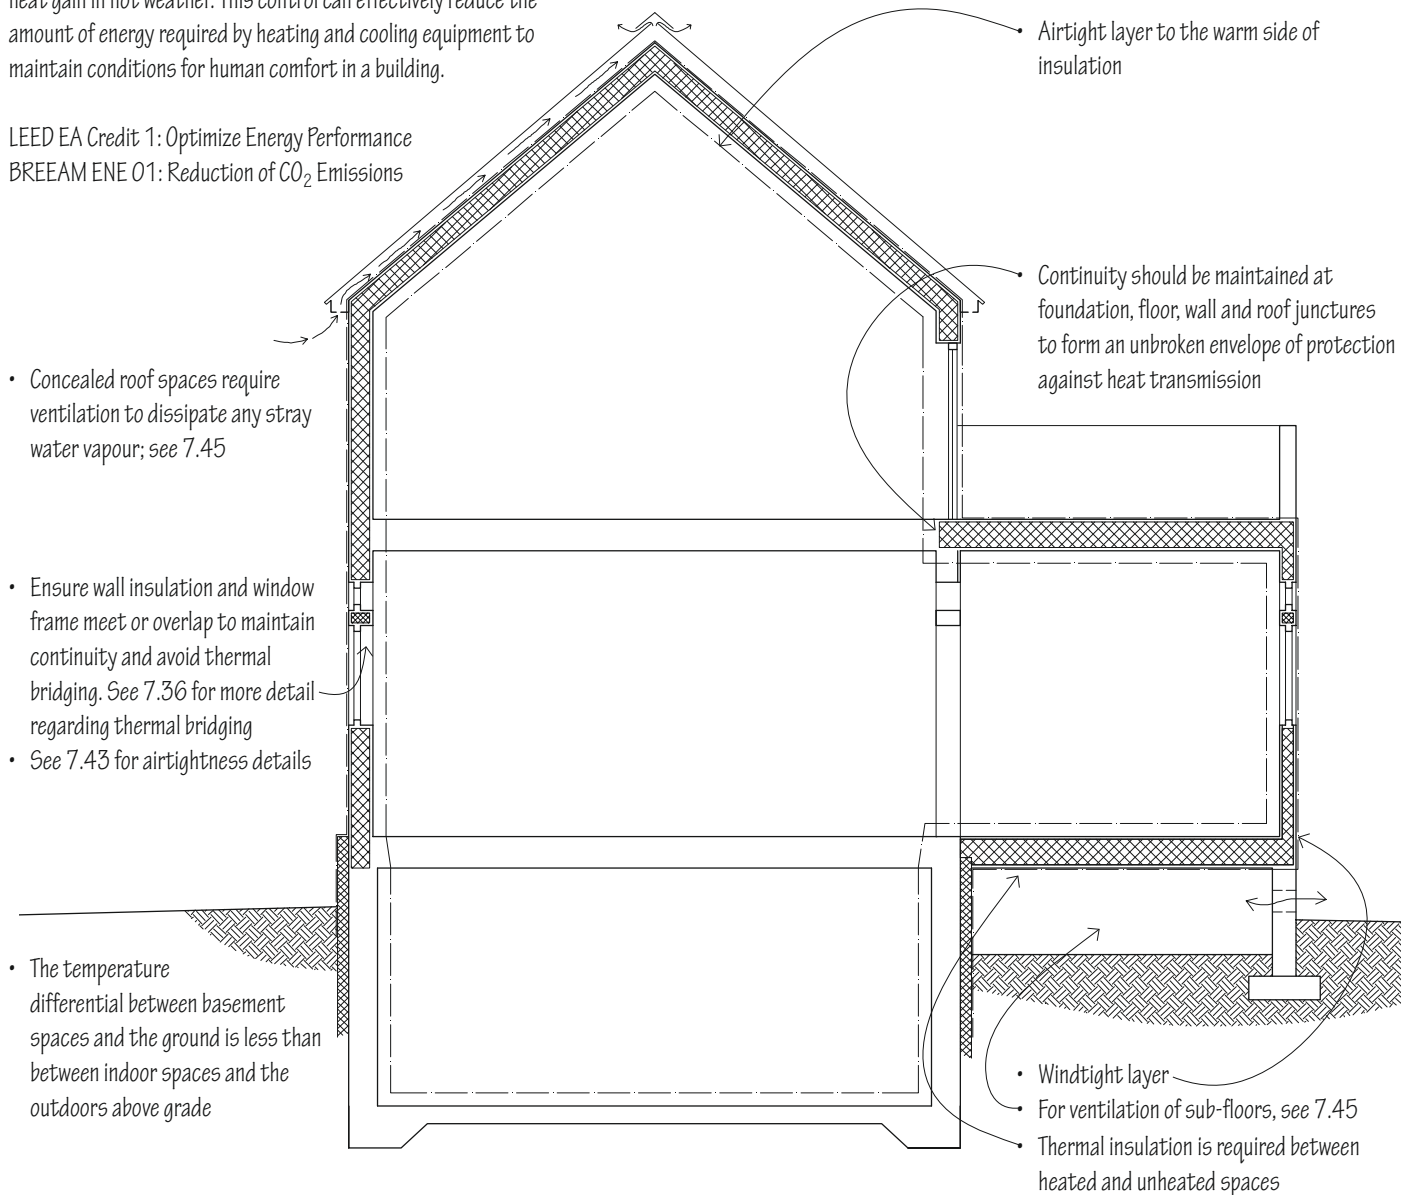 heat gain in hot weather. This control can effectively reduce the
amount of energy required by heating and cooling equipment to
maintain conditions for human comfort in a building.
LEED EA Credit 1: Optimize Energy Performance
BREEAM ENE 01: Reduction of CO₂ Emissions
• Airtight layer to the warm side of
insulation
• Continuity should be maintained at
foundation, floor, wall and roof junctures
to form an unbroken envelope of protection
against heat transmission
• Concealed roof spaces require
ventilation to dissipate any stray
water vapour; see 7.45
• Ensure wall insulation and window
frame meet or overlap to maintain
continuity and avoid thermal
bridging. See 7.36 for more detail
regarding thermal bridging
• See 7.43 for airtightness details
• The temperature
differential between basement
spaces and the ground is less than
between indoor spaces and the
outdoors above grade
• Windtight layer
• For ventilation of sub-floors, see 7.45
• Thermal insulation is required between
heated and unheated spaces